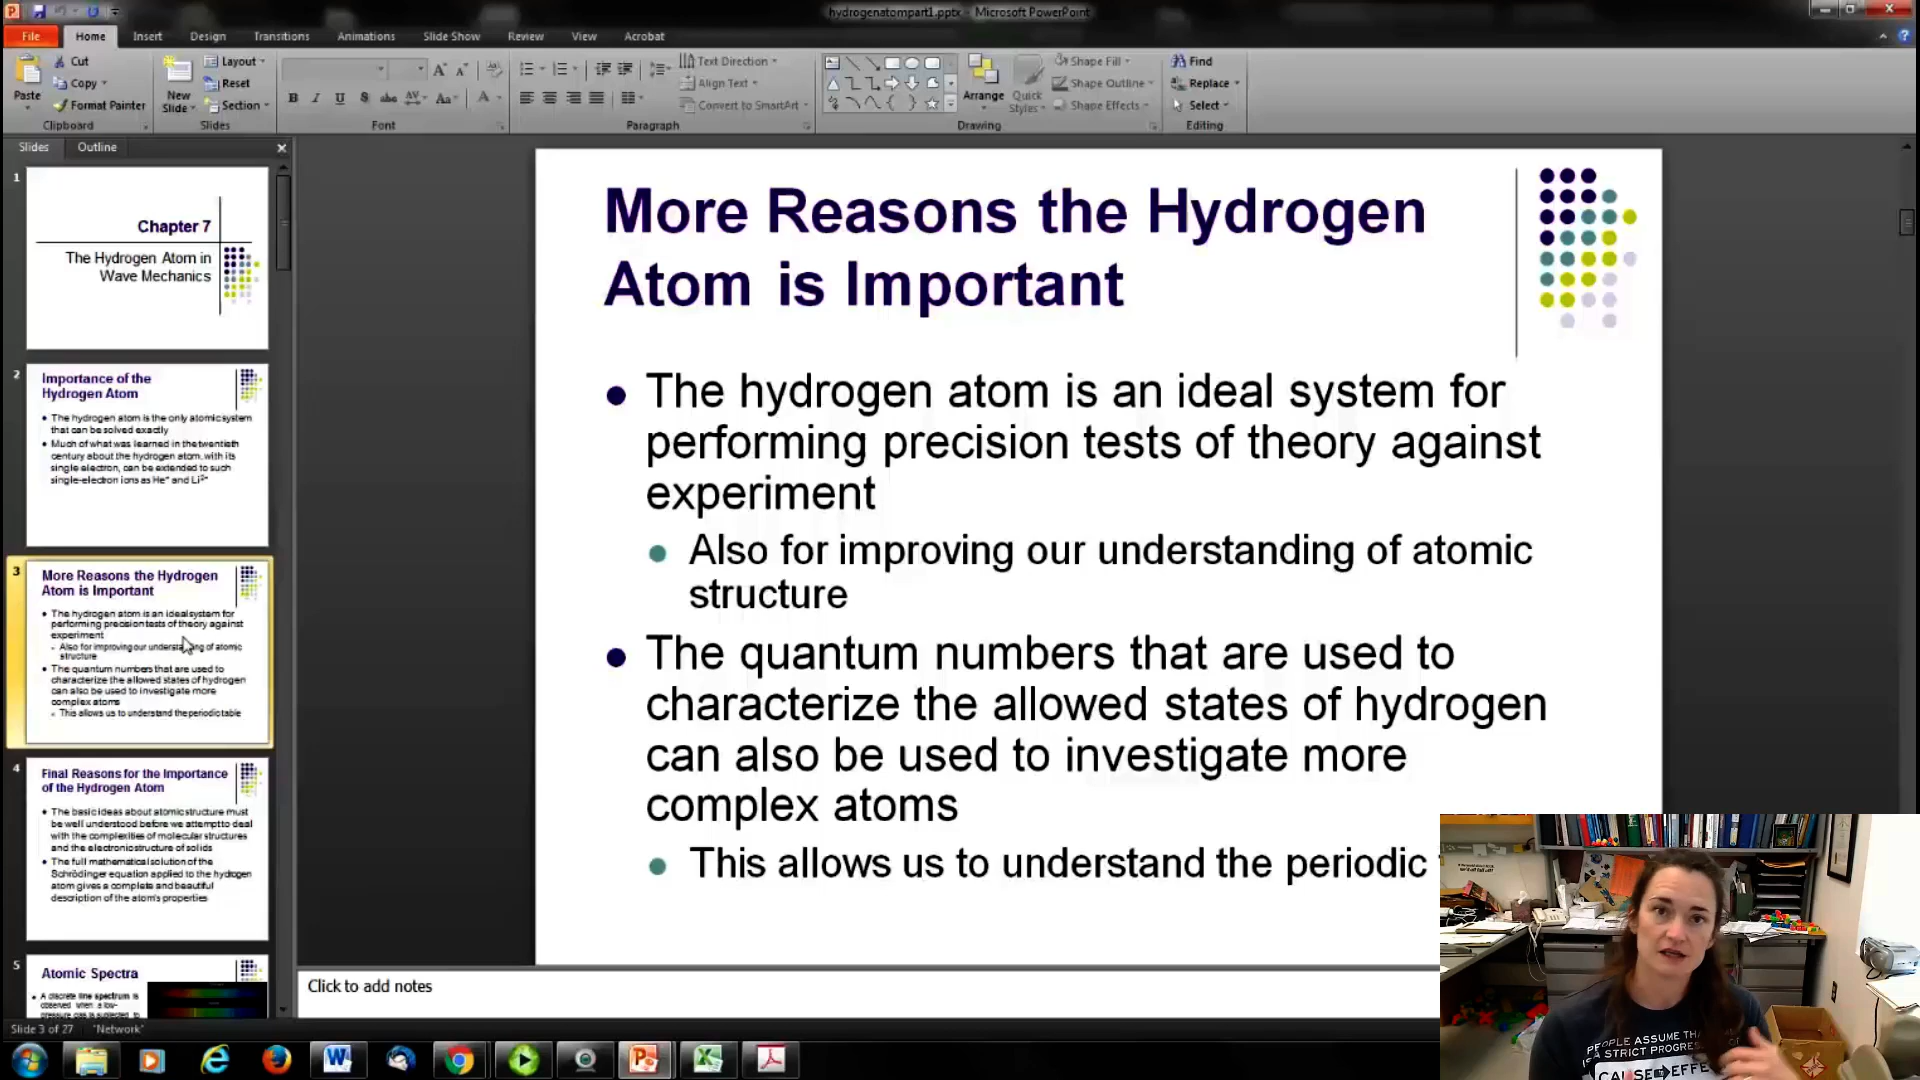 hydrogenatompart1.pptx - Microsoft PowerPoint
File Home Insert Design Transitions Animations Slide Show Review View Acrobat
Paste
Cut
Copy
Format Painter
Clipboard
New
Slide
Layout
Reset
Section
Slides
Font
Text Direction
Align Text
Convert to SmartArt
Paragraph
Arrange
Quick
Styles
Shape Fill
Shape Outline
Shape Effects
Drawing
Find
Replace
Select
Editing
Slides Outline
1
Chapter 7
The Hydrogen Atom in
Wave Mechanics
2
Importance of the
Hydrogen Atom
The hydrogen atom is the only atomic system
that can be solved exactly
Much of what was learned in the twentieth
century about the hydrogen atom, with its
single electron, can be extended to such
single-electron ions as He⁺ and Li²⁺
3
More Reasons the Hydrogen
Atom is Important
The hydrogen atom is an ideal system for
performing precision tests of theory against
experiment
Also for improving our understanding of atomic
structure
The quantum numbers that are used to
characterize the allowed states of hydrogen
can also be used to investigate more
complex atoms
This allows us to understand the periodic table
4
Final Reasons for the Importance
of the Hydrogen Atom
The basic ideas about atomic structure must
be well understood before we attempt to deal
with the complexities of molecular structures
and the electronic structure of solids
The full mathematical solution of the
Schrödinger equation applied to the hydrogen
atom gives a complete and beautiful
description of the atom's properties
5
Atomic Spectra
A discrete line spectrum is
observed when a low-
pressure gas is subjected to
More Reasons the Hydrogen
Atom is Important
The hydrogen atom is an ideal system for
performing precision tests of theory against
experiment
Also for improving our understanding of atomic
structure
The quantum numbers that are used to
characterize the allowed states of hydrogen
can also be used to investigate more
complex atoms
This allows us to understand the periodic
Click to add notes
Slide 3 of 27 "Network"
PEOPLE ASSUME THA
IS A STRICT PROGRES
CAUSE EFFE